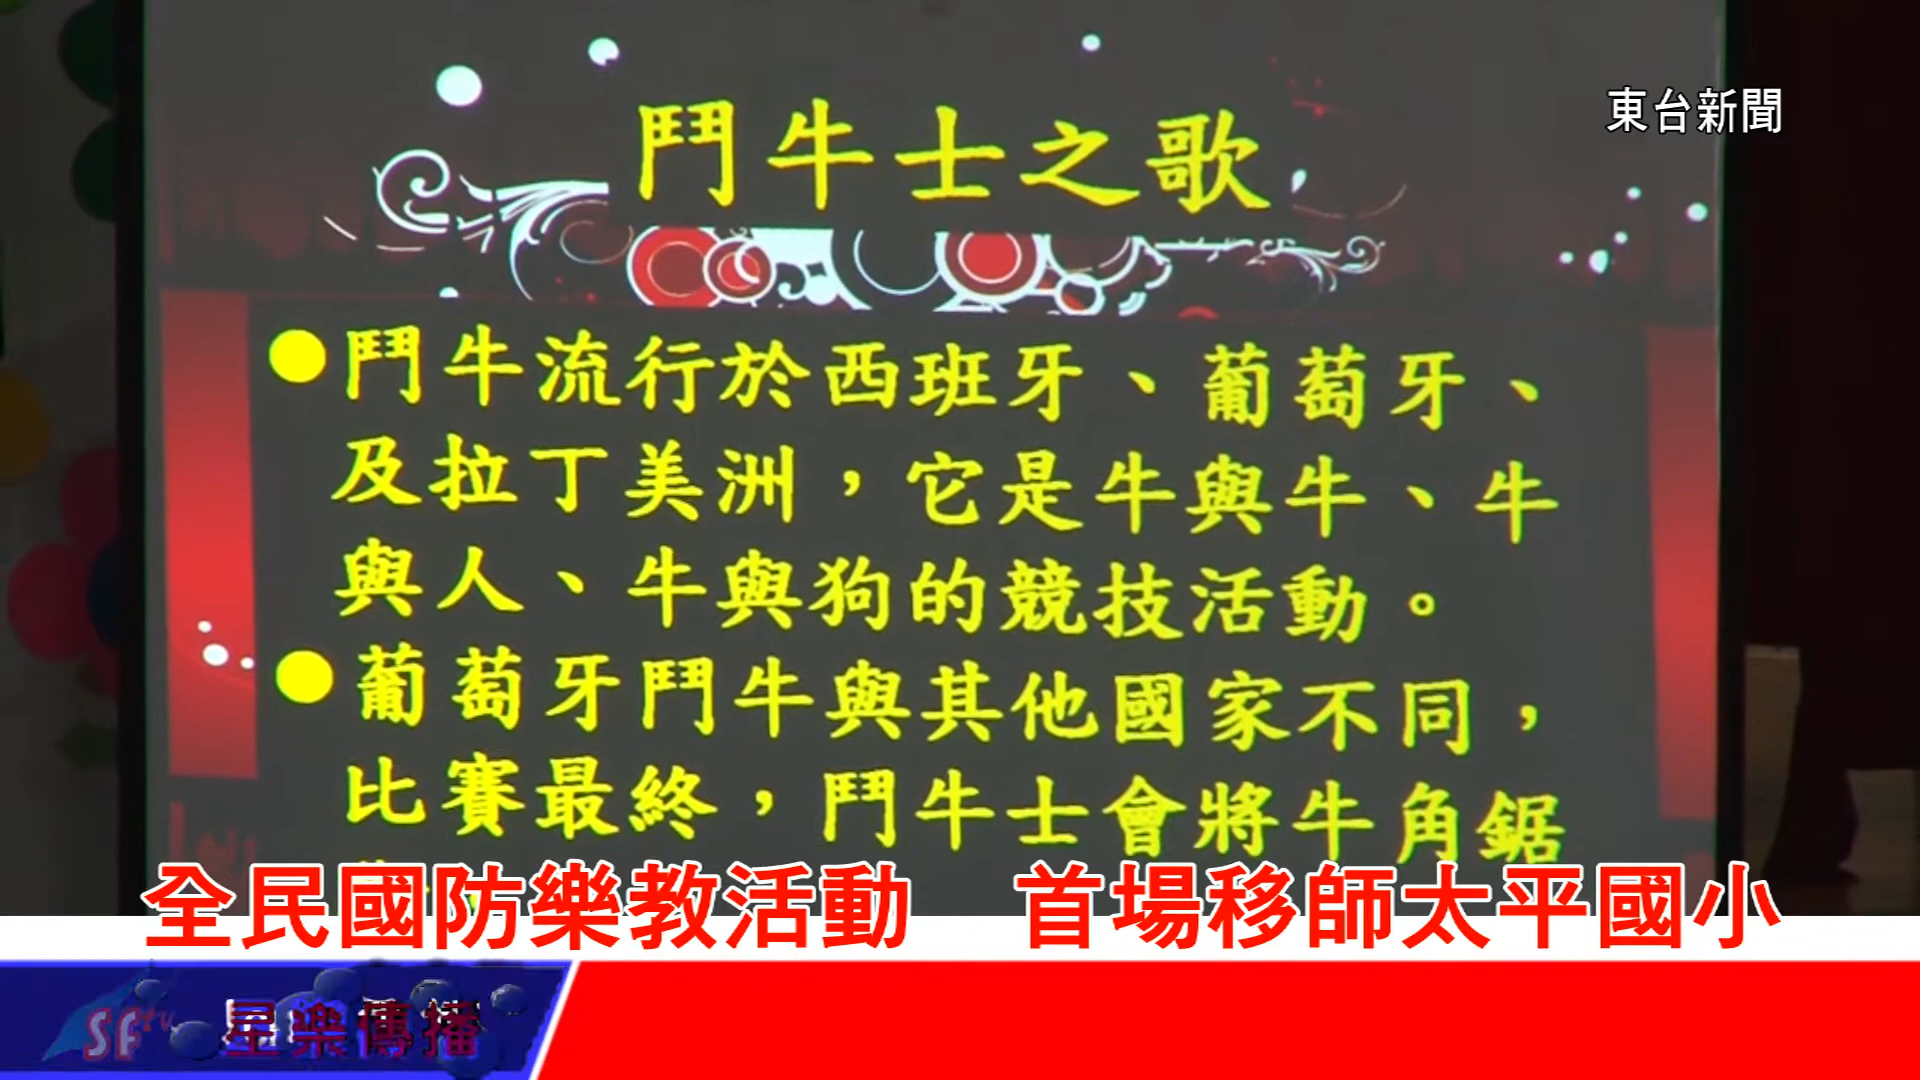 東台新聞
鬥牛士之歌
●鬥牛流行於西班牙、葡萄牙、
及拉丁美洲，它是牛與牛、牛
與人、牛與狗的競技活動。
●葡萄牙鬥牛與其他國家不同，
比賽最終，鬥牛士會將牛角鋸
全民國防樂教活動 首場移師太平國小
SFtv 星樂傳播